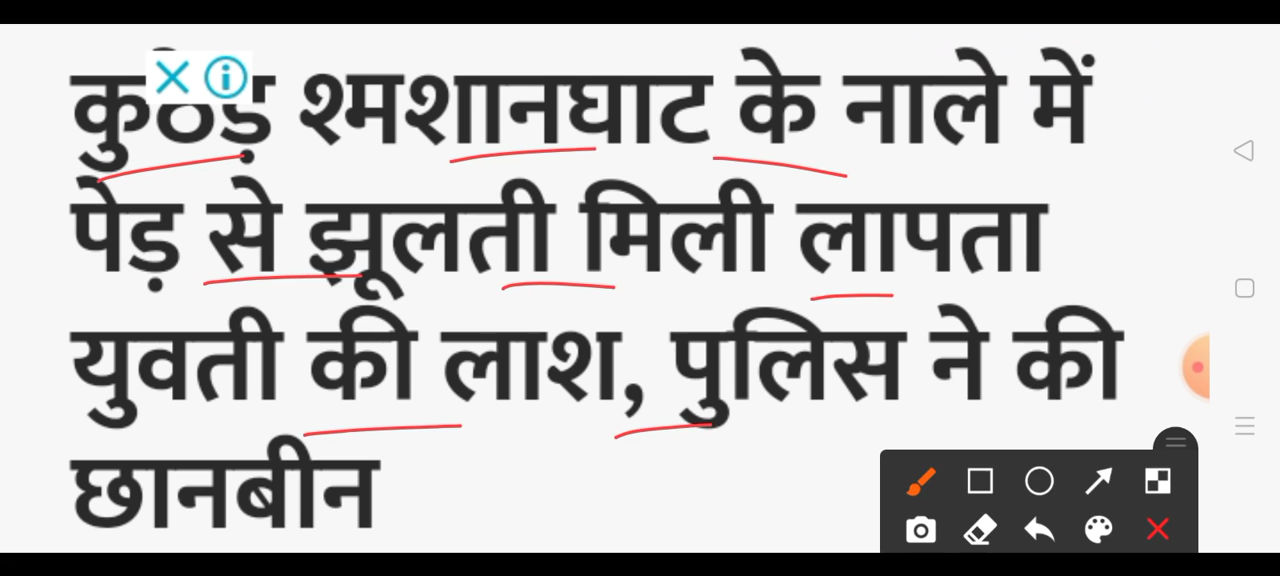 कुठेड़ श्मशानघाट के नाले में
पेड़ से झूलती मिली लापता
युवती की लाश, पुलिस ने की
छानबीन